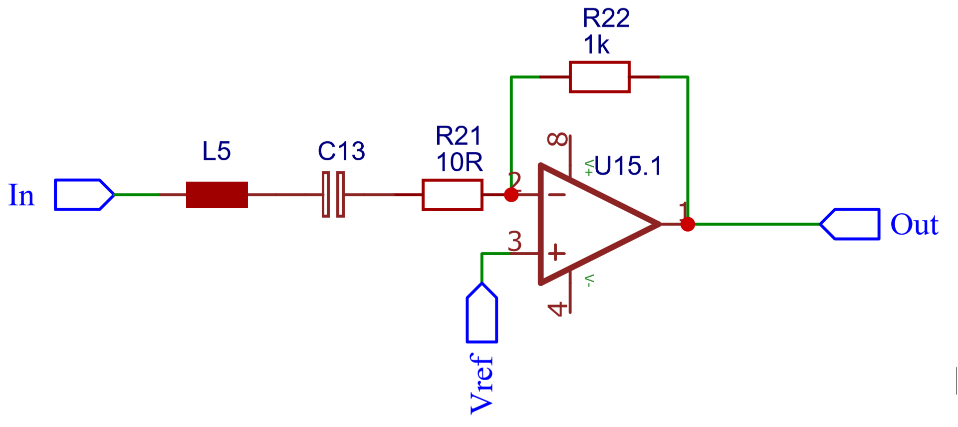 R22
1k
L5
C13
R21
10R
8
V+
U15.1
In
2
1
3
Out
4
V-
Vref